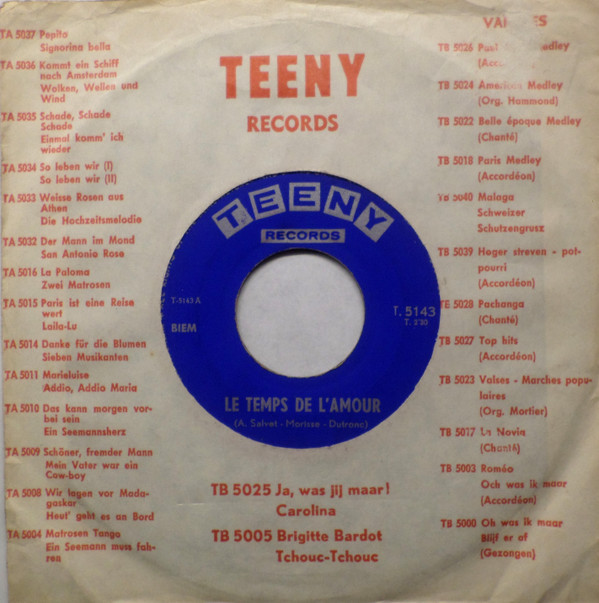 TA 5037 Pepito
Signorina bella
TA 5036 Kommt ein Schiff
nach Amsterdam
Wolken, Wellen und
Wind
TA 5035 Schade, Schade
Schade
Einmal komm' ich
wieder
TA 5034 So leben wir (I)
So leben wir (II)
TA 5033 Weisse Rosen aus
Athen
Die Hochzeitsmelodie
TA 5032 Der Mann im Mond
San Antonio Rose
TA 5016 La Paloma
Zwei Matrosen
TA 5015 Paris ist eine Reise
wert
Lailo-Lu
TA 5014 Danke für die Blumen
Sieben Musikanten
TA 5011 Marieluise
Addio, Addio Maria
TA 5010 Das kann morgen vor-
bei sein
Ein Seemannsherz
TA 5009 Schöner, fremder Mann
Mein Vater war ein
Cow-boy
TA 5008 Wir lagen vor Mada-
gaskar
Heut' geht es an Bord
TA 5004 Matrosen Tango
Ein Seemann muss fah-
ren
TEENY
RECORDS
TEENY
RECORDS
T-5143 A
BIEM
T. 5143
T. 2'30
LE TEMPS DE L'AMOUR
(A. Salvet - Morisse - Dutronc)
TB 5025 Ja, was jij maar!
Carolina
TB 5005 Brigitte Bardot
Tchouc-Tchouc
TB 5026 Medley
TB 5024 Medley
(Org. Hammond)
TB 5022 Belle époque Medley
(Chanté)
TB 5018 Paris Medley
(Accordéon)
TB 5040 Malaga
Schweizer
Schutzengrusz
TB 5039 Hoger streven - pot-
pourri
(Accordéon)
TE 5028 Pachanga
(Chanté)
TB 5027 Top hits
(Accordéon)
TB 5023 Valses - Marches popu-
laires
(Org. Mortier)
TB 5017 La Novia
(Chanté)
TB 5003 Roméo
Och was ik maar
(Accordéon)
TB 5000 Oh was ik maar
Blijf er af
(Gezongen)